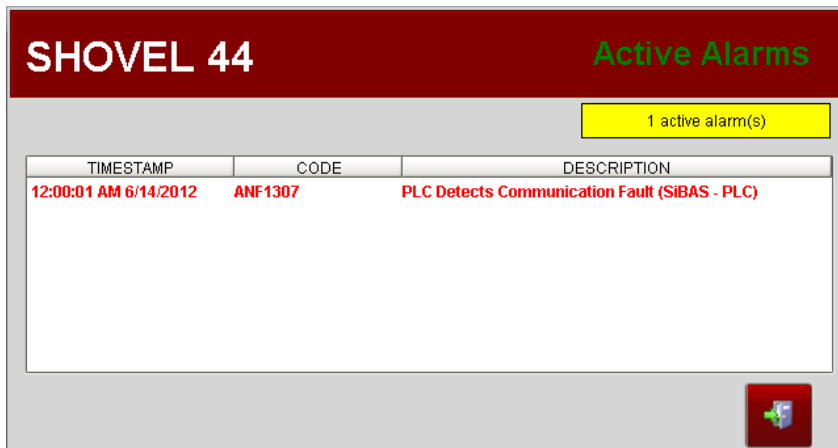 SHOVEL 44 Active Alarms
1 active alarm(s)
TIMESTAMP CODE DESCRIPTION
12:00:01 AM 6/14/2012 ANF1307 PLC Detects Communication Fault (SiBAS - PLC)